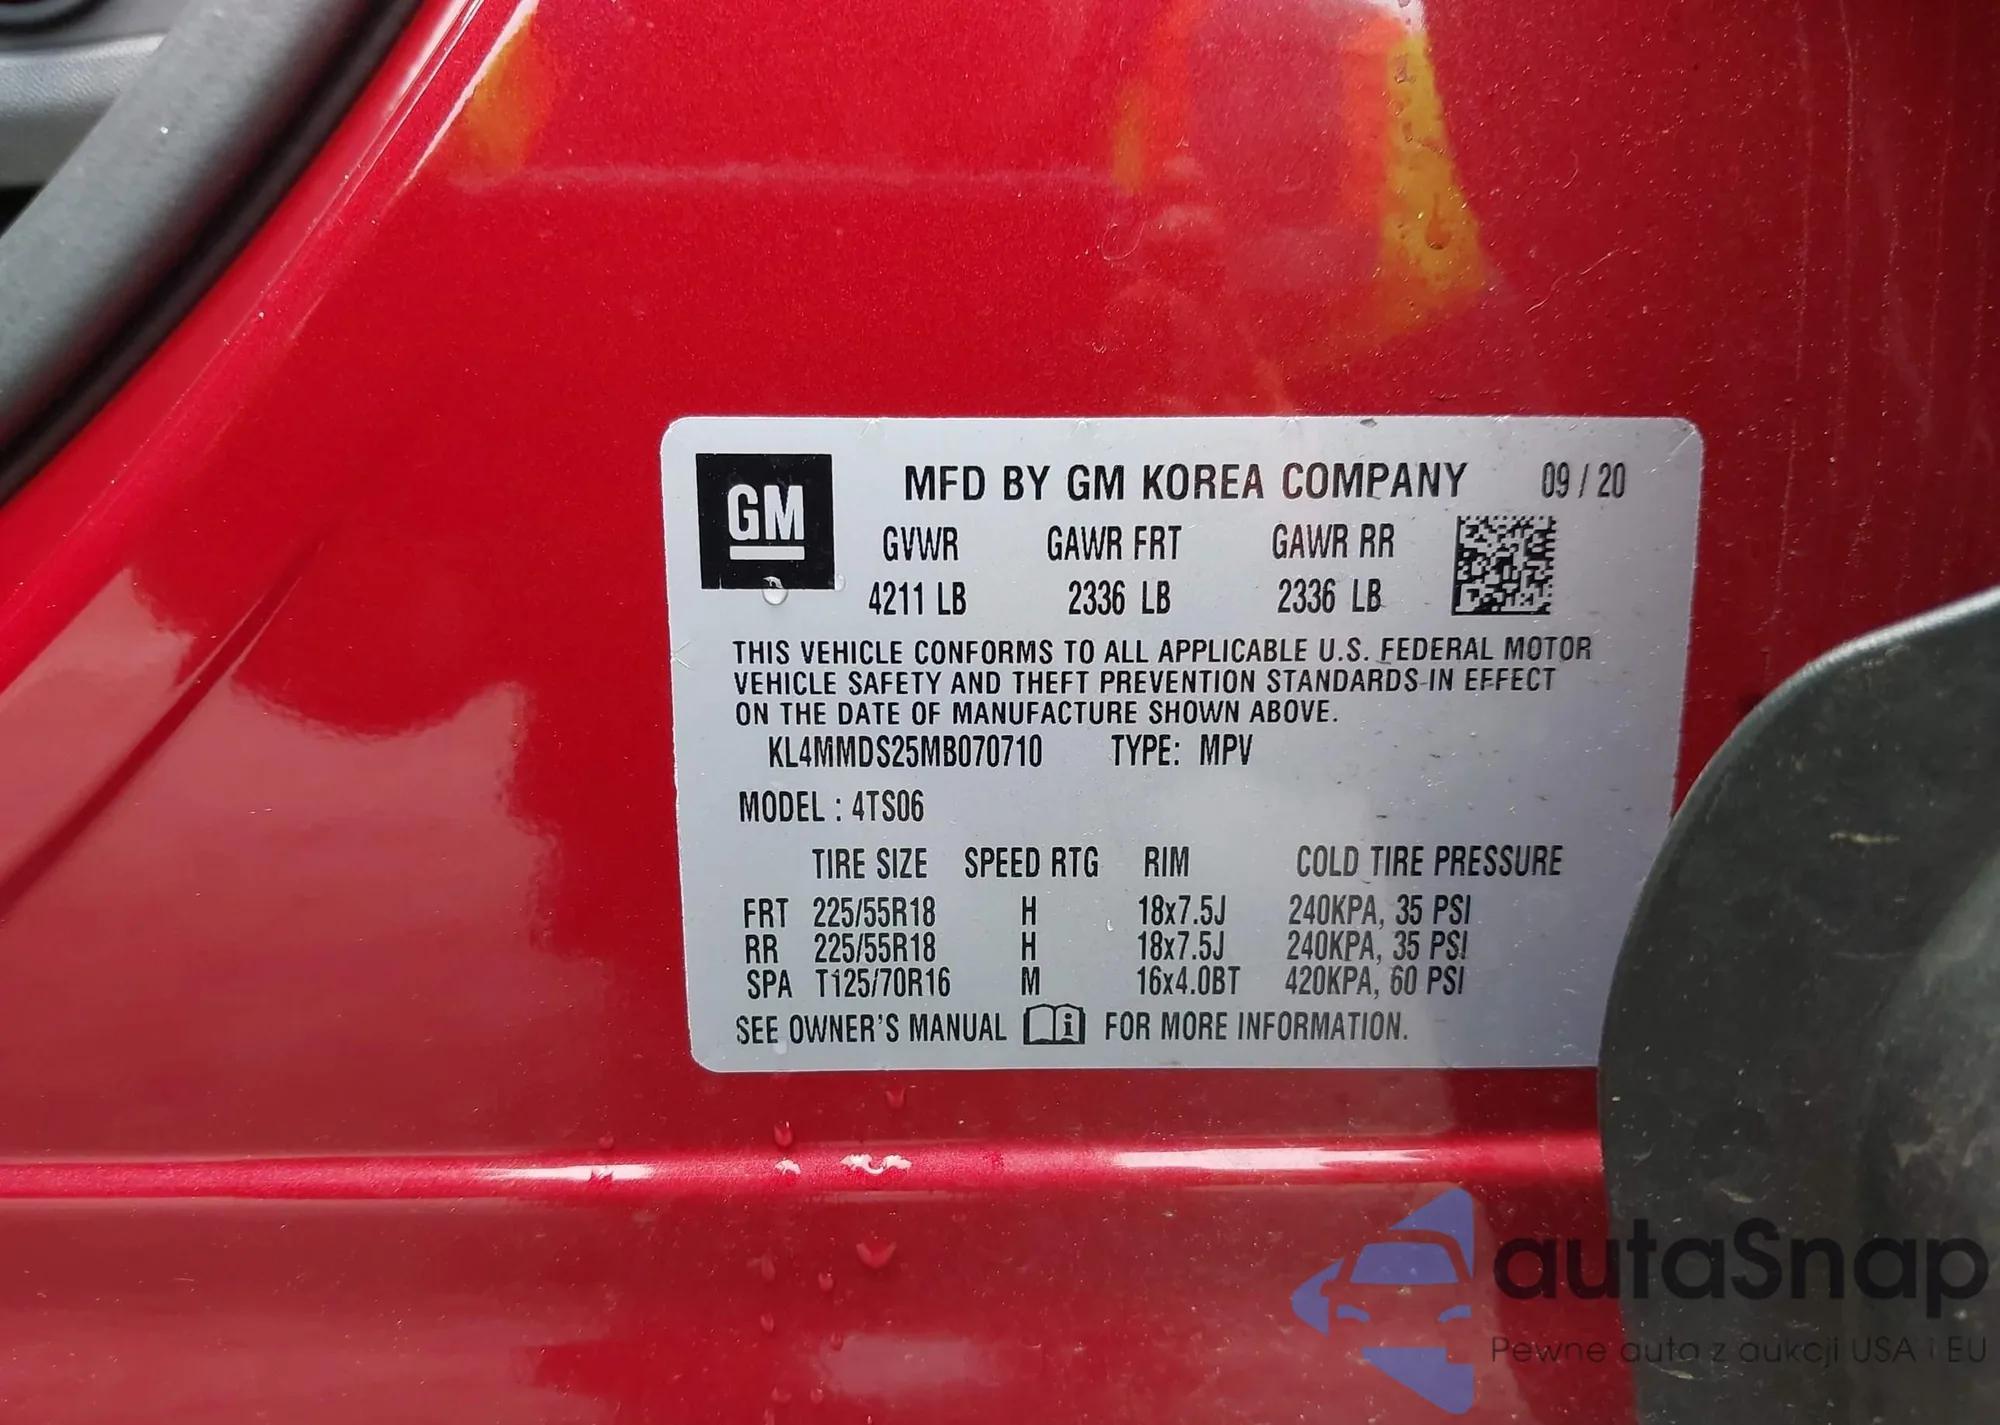 GM
MFD BY GM KOREA COMPANY 09 / 20
GVWR GAWR FRT GAWR RR
4211 LB 2336 LB 2336 LB
THIS VEHICLE CONFORMS TO ALL APPLICABLE U.S. FEDERAL MOTOR
VEHICLE SAFETY AND THEFT PREVENTION STANDARDS IN EFFECT
ON THE DATE OF MANUFACTURE SHOWN ABOVE.
KL4MMDS25MB070710 TYPE: MPV
MODEL : 4TS06
TIRE SIZE SPEED RTG RIM COLD TIRE PRESSURE
FRT 225/55R18 H 18x7.5J 240KPA, 35 PSI
RR 225/55R18 H 18x7.5J 240KPA, 35 PSI
SPA T125/70R16 M 16x4.0BT 420KPA, 60 PSI
SEE OWNER'S MANUAL i FOR MORE INFORMATION.
autaSnap
Pewne auta z aukcji USA i EU